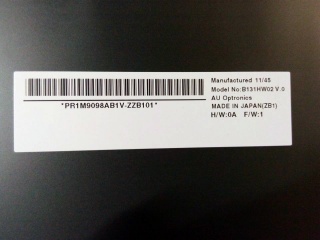 Manufactured 11/45
Model No:B131HW02 V.0
AU Optronics
*PR1M9098AB1V-ZZB101*
MADE IN JAPAN(ZB1)
H/W:0A F/W:1